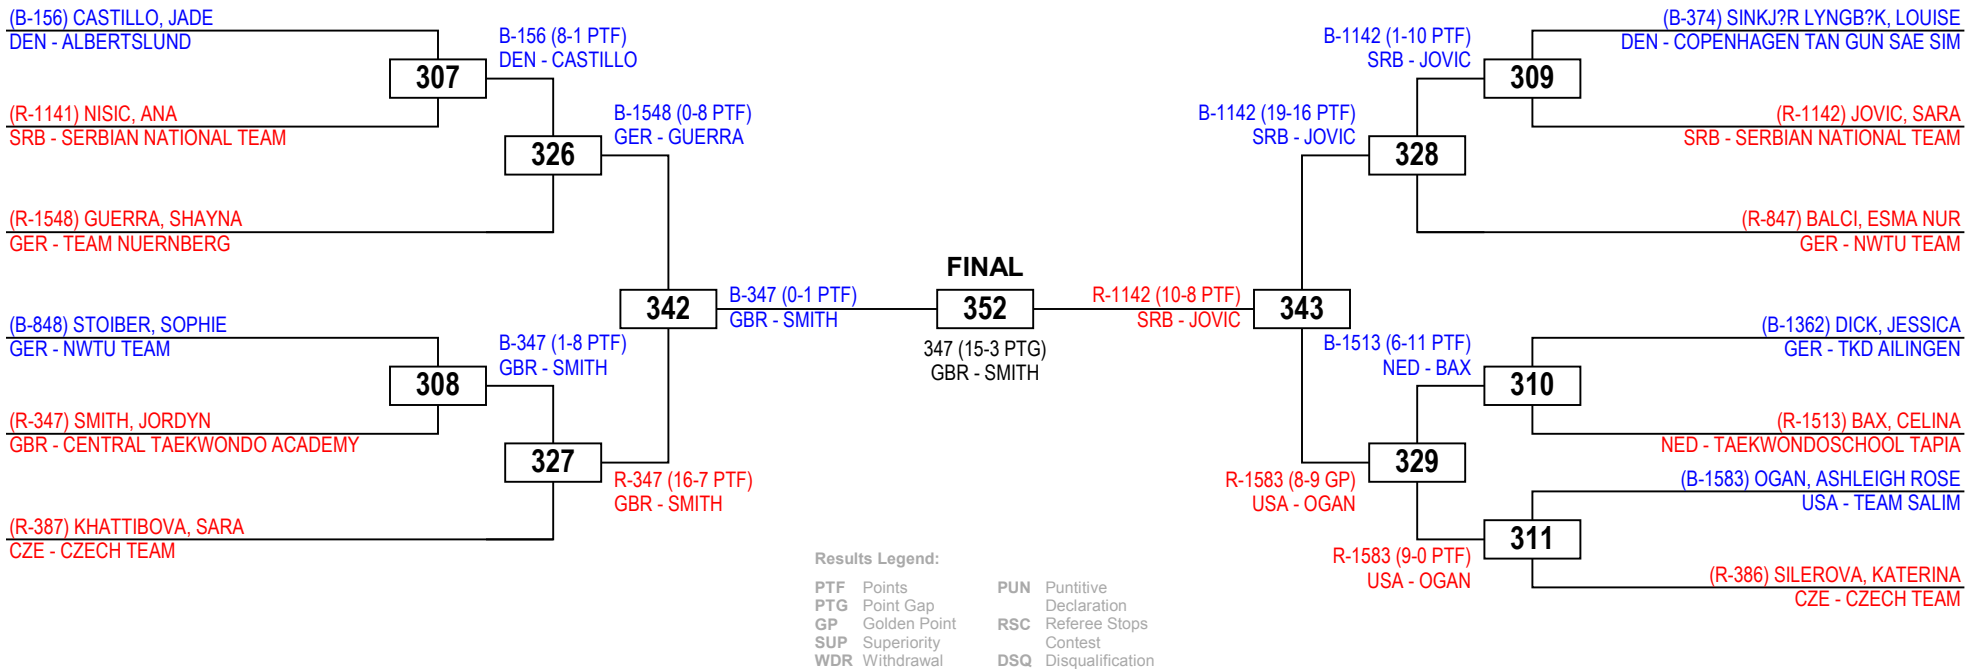 (B-156) CASTILLO, JADE
DEN - ALBERTSLUND
307
(R-1141) NISIC, ANA
SRB - SERBIAN NATIONAL TEAM
B-156 (8-1 PTF)
DEN - CASTILLO
326
(R-1548) GUERRA, SHAYNA
GER - TEAM NUERNBERG
B-1548 (0-8 PTF)
GER - GUERRA
342
(B-848) STOIBER, SOPHIE
GER - NWTU TEAM
308
(R-347) SMITH, JORDYN
GBR - CENTRAL TAEKWONDO ACADEMY
B-347 (1-8 PTF)
GBR - SMITH
327
(R-387) KHATTIBOVA, SARA
CZE - CZECH TEAM
R-347 (16-7 PTF)
GBR - SMITH
B-347 (0-1 PTF)
GBR - SMITH
FINAL
352
347 (15-3 PTG)
GBR - SMITH
R-1142 (10-8 PTF)
SRB - JOVIC
343
B-1142 (19-16 PTF)
SRB - JOVIC
328
B-1142 (1-10 PTF)
SRB - JOVIC
309
(B-374) SINKJ?R LYNGB?K, LOUISE
DEN - COPENHAGEN TAN GUN SAE SIM
(R-1142) JOVIC, SARA
SRB - SERBIAN NATIONAL TEAM
(R-847) BALCI, ESMA NUR
GER - NWTU TEAM
B-1513 (6-11 PTF)
NED - BAX
310
(B-1362) DICK, JESSICA
GER - TKD AILINGEN
(R-1513) BAX, CELINA
NED - TAEKWONDOSCHOOL TAPIA
329
R-1583 (8-9 GP)
USA - OGAN
(B-1583) OGAN, ASHLEIGH ROSE
USA - TEAM SALIM
311
R-1583 (9-0 PTF)
USA - OGAN
(R-386) SILEROVA, KATERINA
CZE - CZECH TEAM
Results Legend:
PTF Points
PTG Point Gap
GP Golden Point
SUP Superiority
WDR Withdrawal
PUN Puntitive
Declaration
RSC Referee Stops
Contest
DSQ Disqualification